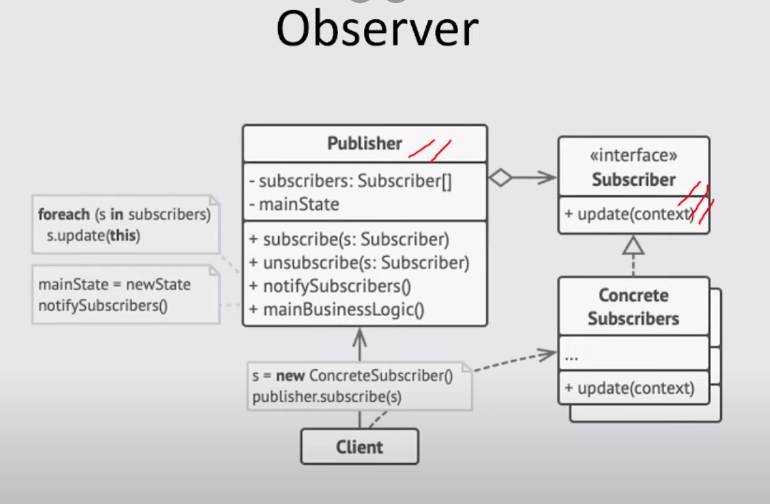 Observer
Publisher
- subscribers: Subscriber[]
- mainState
+ subscribe(s: Subscriber)
+ unsubscribe(s: Subscriber)
+ notifySubscribers()
+ mainBusinessLogic()
«interface»
Subscriber
+ update(context)
foreach (s in subscribers)
s.update(this)
mainState = newState
notifySubscribers()
Concrete
Subscribers
...
+ update(context)
s = new ConcreteSubscriber()
publisher.subscribe(s)
Client